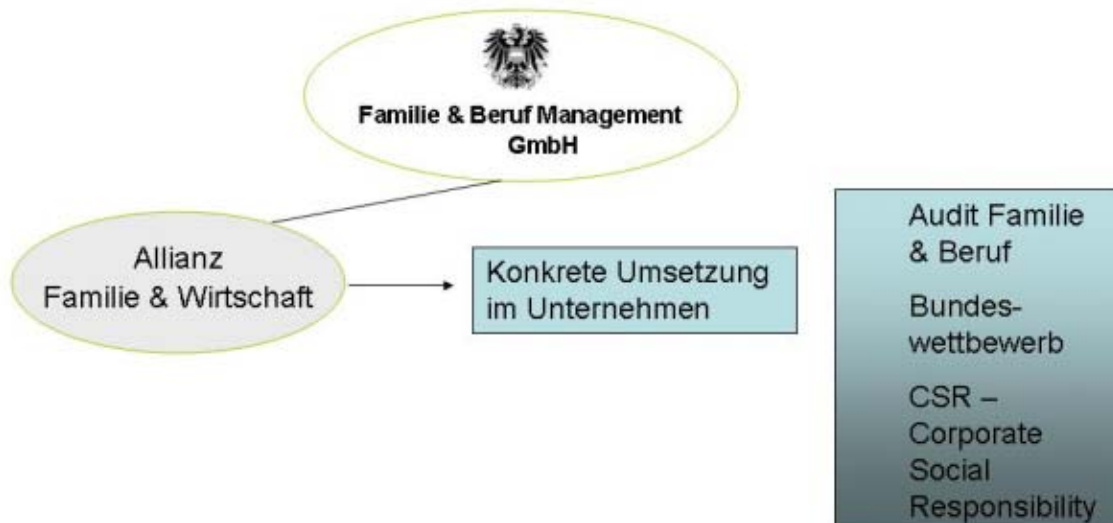 Familie & Beruf Management
GmbH
Allianz
Familie & Wirtschaft
Konkrete Umsetzung
im Unternehmen
Audit Familie
& Beruf
Bundes-
wettbewerb
CSR –
Corporate
Social
Responsibility